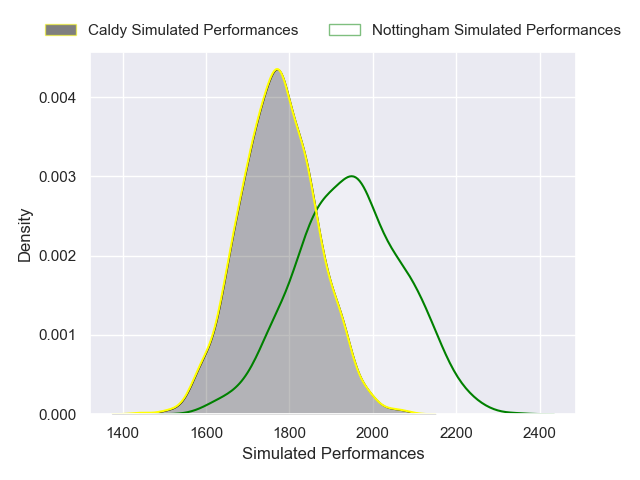 Caldy Simulated Performances
Nottingham Simulated Performances
0.004
0.003
0.002
0.001
0.000
Density
1400 1600 1800 2000 2200 2400
Simulated Performances